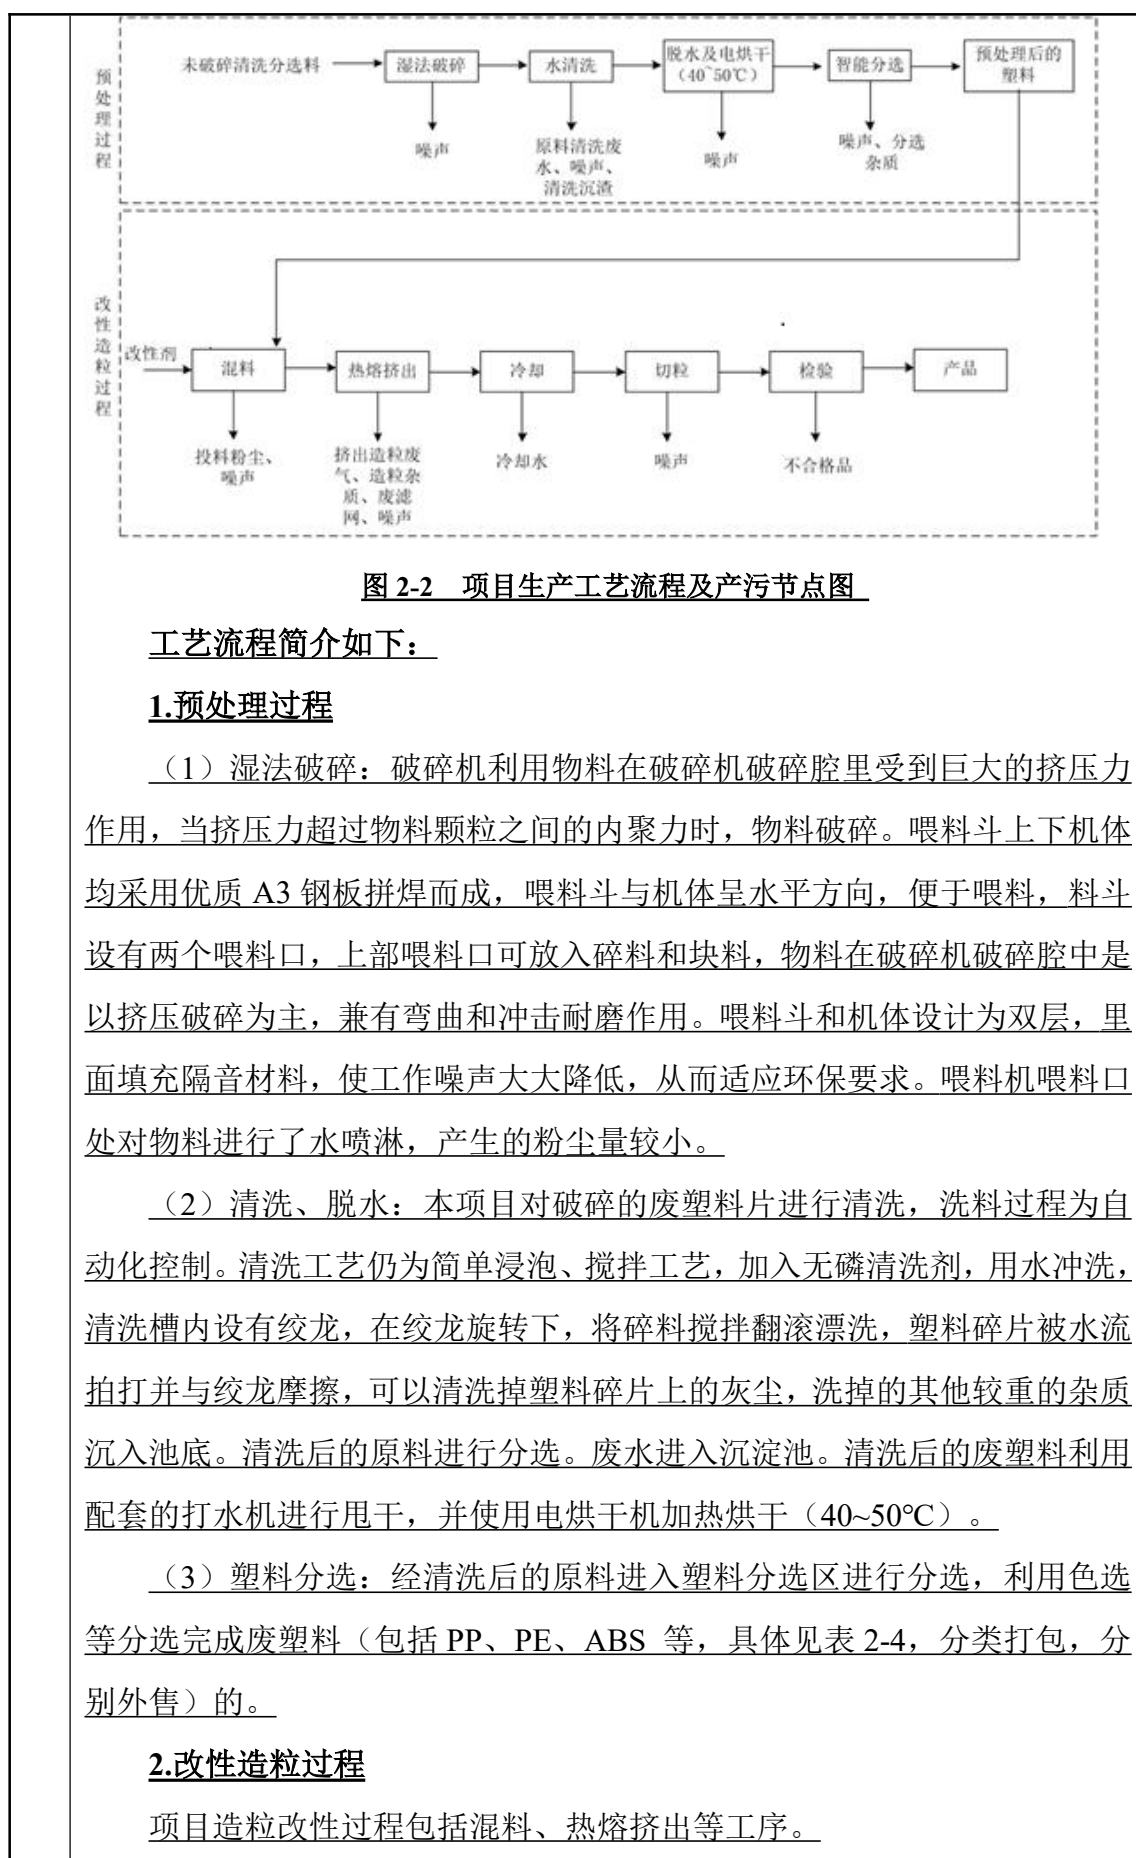 预处理过程
未破碎清洗分选料
湿法破碎
水清洗
脱水及电烘干
（40~50℃）
智能分选
预处理后的
塑料
噪声
原料清洗废
水、噪声、
清洗沉渣
噪声
噪声、分选
杂质
改性造粒过程
改性剂
混料
热熔挤出
冷却
切粒
检验
产品
投料粉尘、
噪声
挤出造粒废
气、造粒杂
质、废滤
网、噪声
冷却水
噪声
不合格品
图 2-2 项目生产工艺流程及产污节点图
工艺流程简介如下：
1.预处理过程
（1）湿法破碎：破碎机利用物料在破碎机破碎腔里受到巨大的挤压力
作用，当挤压力超过物料颗粒之间的内聚力时，物料破碎。喂料斗上下机体
均采用优质 A3 钢板拼焊而成，喂料斗与机体呈水平方向，便于喂料，料斗
设有两个喂料口，上部喂料口可放入碎料和块料，物料在破碎机破碎腔中是
以挤压破碎为主，兼有弯曲和冲击耐磨作用。喂料斗和机体设计为双层，里
面填充隔音材料，使工作噪声大大降低，从而适应环保要求。喂料机喂料口
处对物料进行了水喷淋，产生的粉尘量较小。
（2）清洗、脱水：本项目对破碎的废塑料片进行清洗，洗料过程为自
动化控制。清洗工艺仍为简单浸泡、搅拌工艺，加入无磷清洗剂，用水冲洗，
清洗槽内设有绞龙，在绞龙旋转下，将碎料搅拌翻滚漂洗，塑料碎片被水流
拍打并与绞龙摩擦，可以清洗掉塑料碎片上的灰尘，洗掉的其他较重的杂质
沉入池底。清洗后的原料进行分选。废水进入沉淀池。清洗后的废塑料利用
配套的打水机进行甩干，并使用电烘干机加热烘干（40~50℃）。
（3）塑料分选：经清洗后的原料进入塑料分选区进行分选，利用色选
等分选完成废塑料（包括 PP、PE、ABS 等，具体见表 2-4，分类打包，分
别外售）的。
2.改性造粒过程
项目造粒改性过程包括混料、热熔挤出等工序。